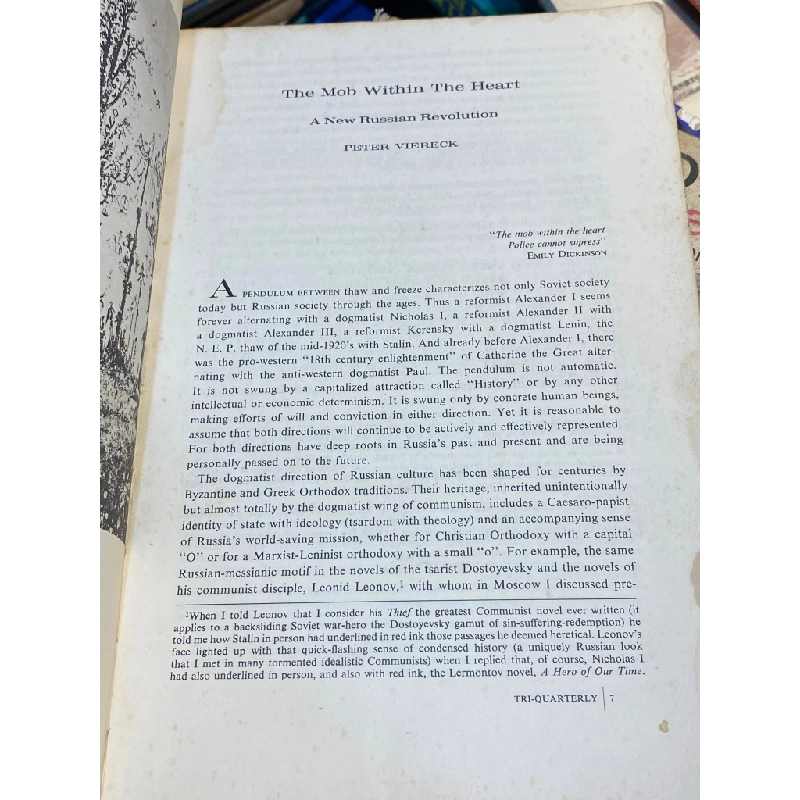 The Mob Within The Heart
A New Russian Revolution
PETER VIERECK
"The mob within the heart
Police cannot supress"
EMILY DICKINSON
A PENDULUM BETWEEN thaw and freeze characterizes not only Soviet society
today but Russian society through the ages. Thus a reformist Alexander I seems
forever alternating with a dogmatist Nicholas I, a reformist Alexander II with
a dogmatist Alexander III, a reformist Kerensky with a dogmatist Lenin, the
N. E. P. thaw of the mid-1920's with Stalin. And already before Alexander I, there
was the pro-western "18th century enlightenment" of Catherine the Great alter-
nating with the anti-western dogmatist Paul. The pendulum is not automatic.
It is not swung by a capitalized attraction called "History" or by any other
intellectual or economic determinism. It is swung only by concrete human beings,
making efforts of will and conviction in either direction. Yet it is reasonable to
assume that both directions will continue to be actively and effectively represented.
For both directions have deep roots in Russia's past and present and are being
personally passed on to the future.
The dogmatist direction of Russian culture has been shaped for centuries by
Byzantine and Greek Orthodox traditions. Their heritage, inherited unintentionally
but almost totally by the dogmatist wing of communism, includes a Caesaro-papist
identity of state with ideology (tsardom with theology) and an accompanying sense
of Russia's world-saving mission, whether for Christian Orthodoxy with a capital
"O" or for a Marxist-Leninist orthodoxy with a small "o". For example, the same
Russian-messianic motif in the novels of the tsarist Dostoyevsky and the novels of
his communist disciple, Leonid Leonov,¹ with whom in Moscow I discussed pre-
¹When I told Leonov that I consider his Thief the greatest Communist novel ever written (it
applies to a backsliding Soviet war-hero the Dostoyevsky gamut of sin-suffering-redemption) he
told me how Stalin in person had underlined in red ink those passages he deemed heretical. Leonov's
face lighted up with that quick-flashing sense of condensed history (a uniquely Russian look
that I met in many tormented idealistic Communists) when I replied that, of course, Nicholas I
had also underlined in person, and also with red ink, the Lermontov novel, A Hero of Our Time.
TRI-QUARTERLY | 7